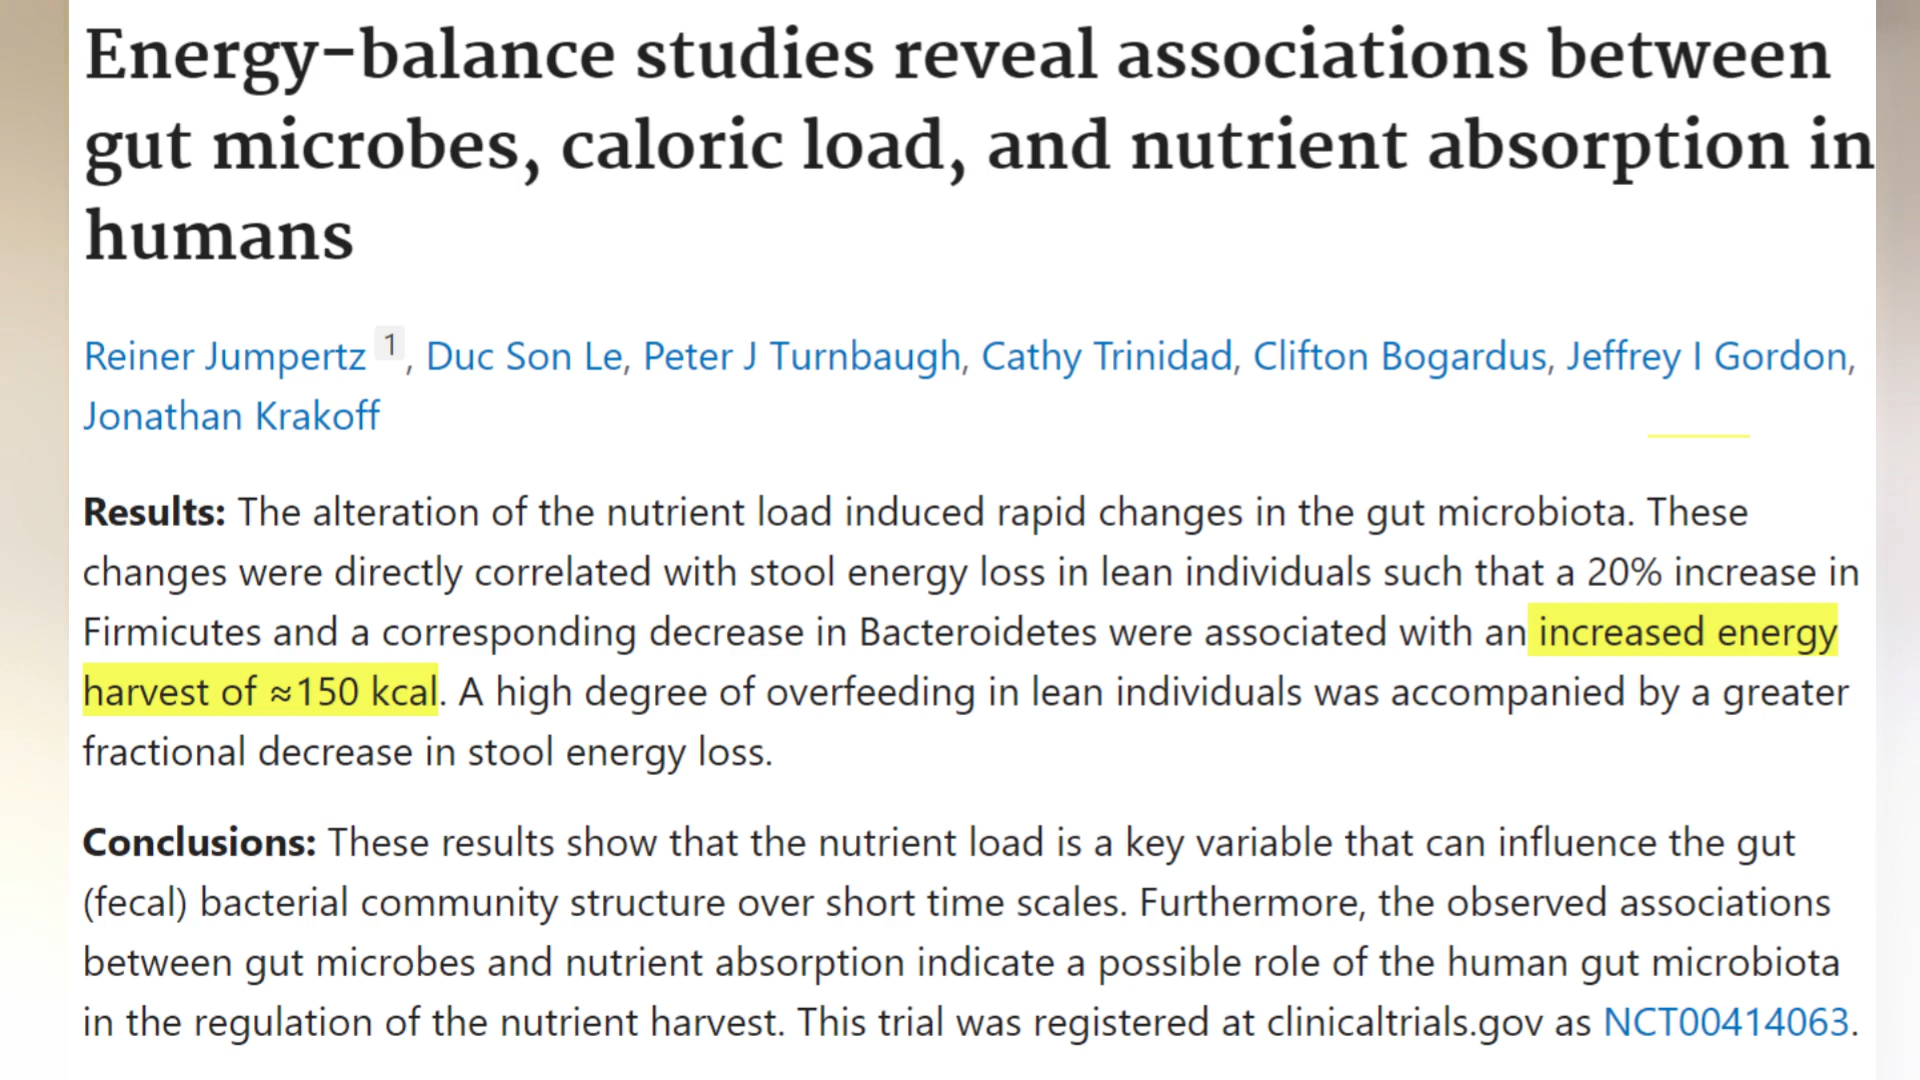 Energy-balance studies reveal associations between
gut microbes, caloric load, and nutrient absorption in
humans
Reiner Jumpertz 1, Duc Son Le, Peter J Turnbaugh, Cathy Trinidad, Clifton Bogardus, Jeffrey I Gordon,
Jonathan Krakoff
Results: The alteration of the nutrient load induced rapid changes in the gut microbiota. These
changes were directly correlated with stool energy loss in lean individuals such that a 20% increase in
Firmicutes and a corresponding decrease in Bacteroidetes were associated with an increased energy
harvest of ≈150 kcal. A high degree of overfeeding in lean individuals was accompanied by a greater
fractional decrease in stool energy loss.
Conclusions: These results show that the nutrient load is a key variable that can influence the gut
(fecal) bacterial community structure over short time scales. Furthermore, the observed associations
between gut microbes and nutrient absorption indicate a possible role of the human gut microbiota
in the regulation of the nutrient harvest. This trial was registered at clinicaltrials.gov as NCT00414063.